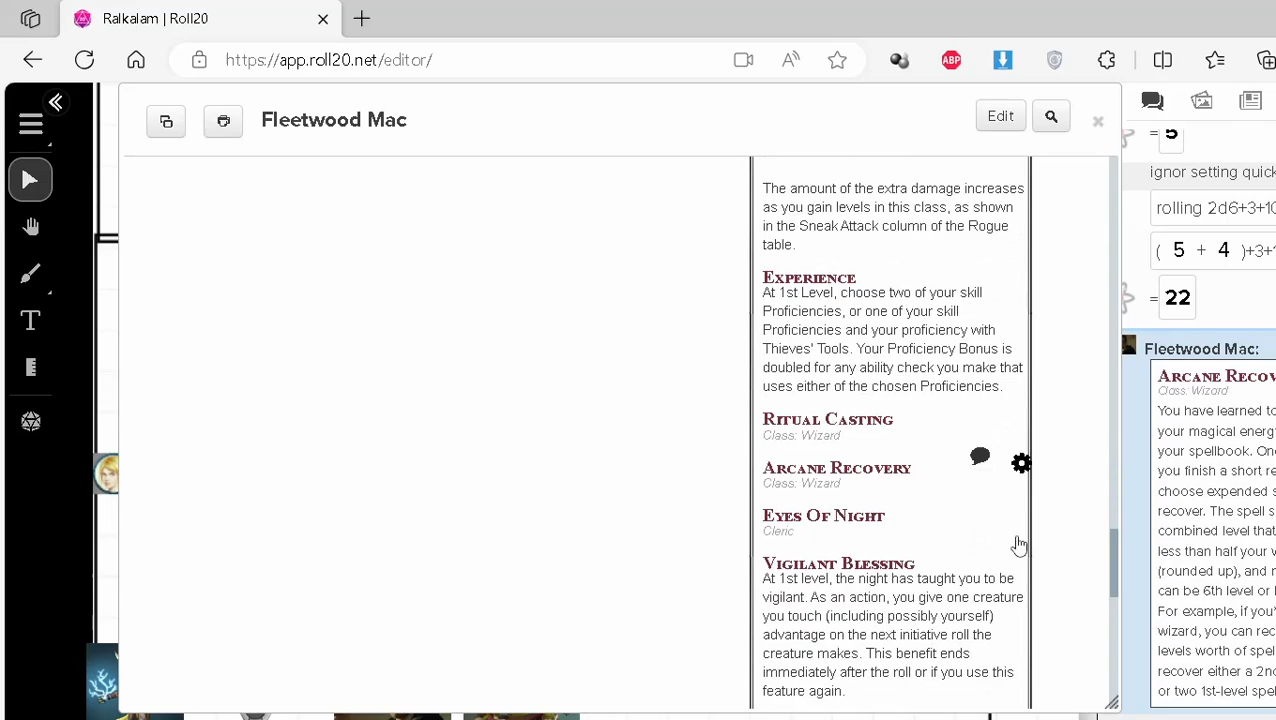 Ralkalam | Roll20
https://app.roll20.net/editor/
ABP
Fleetwood Mac
Edit
The amount of the extra damage increases
as you gain levels in this class, as shown
in the Sneak Attack column of the Rogue
table.
EXPERIENCE
At 1st Level, choose two of your skill
Proficiencies, or one of your skill
Proficiencies and your proficiency with
Thieves' Tools. Your Proficiency Bonus is
doubled for any ability check you make that
uses either of the chosen Proficiencies.
RITUAL CASTING
Class: Wizard
ARCANE RECOVERY
Class: Wizard
EYES OF NIGHT
Cleric
VIGILANT BLESSING
At 1st level, the night has taught you to be
vigilant. As an action, you give one creature
you touch (including possibly yourself)
advantage on the next initiative roll the
creature makes. This benefit ends
immediately after the roll or if you use this
feature again.
= 5
ignor setting quick
rolling 2d6+3+10
( 5 + 4 )+3+
= 22
Fleetwood Mac:
ARCANE RECOV
Class: Wizard
You have learned to
your magical energy
your spellbook. On
you finish a short re
choose expended s
recover. The spell s
combined level that
less than half your
(rounded up), and
can be 6th level or
For example, if you'
wizard, you can rec
levels worth of spel
recover either a 2n
or two 1st-level spel